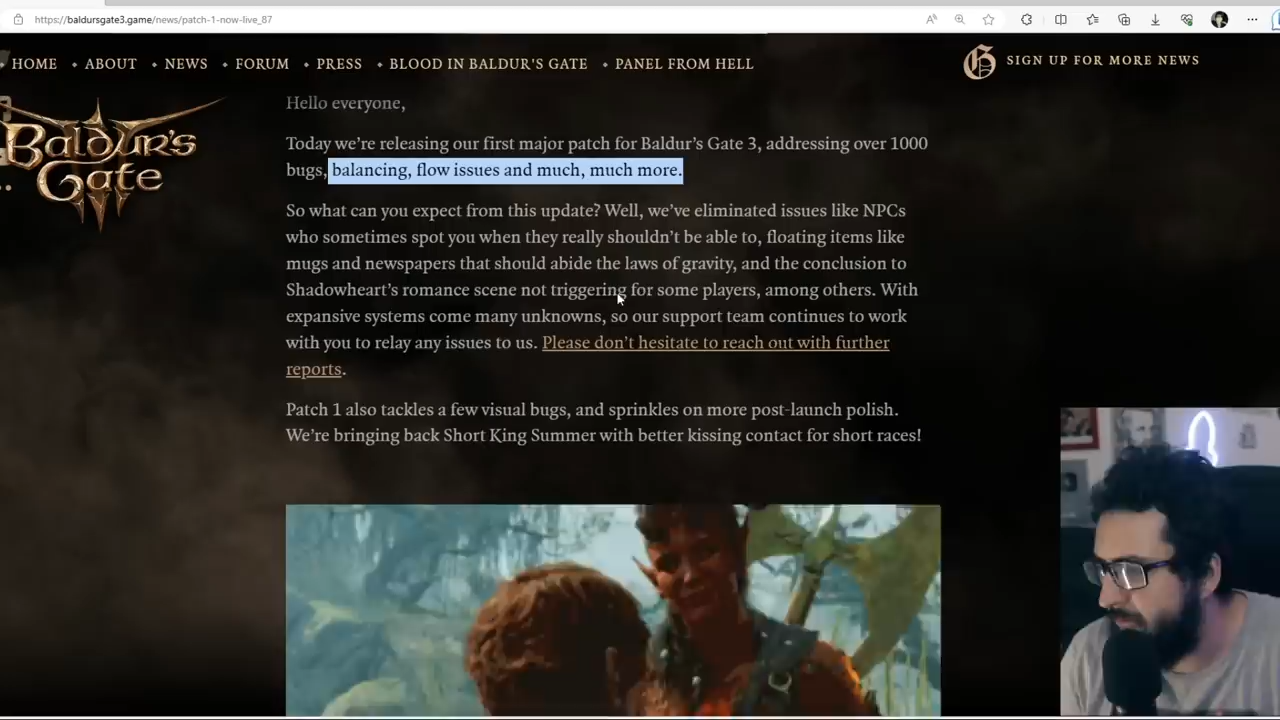 https://baldursgate3.game/news/patch-1-now-live_87
HOME ABOUT NEWS FORUM PRESS BLOOD IN BALDUR'S GATE PANEL FROM HELL
SIGN UP FOR MORE NEWS
BALDUR'S
GATE
Hello everyone,
Today we’re releasing our first major patch for Baldur’s Gate 3, addressing over 1000
bugs, balancing, flow issues and much, much more.
So what can you expect from this update? Well, we’ve eliminated issues like NPCs
who sometimes spot you when they really shouldn’t be able to, floating items like
mugs and newspapers that should abide the laws of gravity, and the conclusion to
Shadowheart’s romance scene not triggering for some players, among others. With
expansive systems come many unknowns, so our support team continues to work
with you to relay any issues to us. Please don’t hesitate to reach out with further
reports.
Patch 1 also tackles a few visual bugs, and sprinkles on more post-launch polish.
We’re bringing back Short King Summer with better kissing contact for short races!